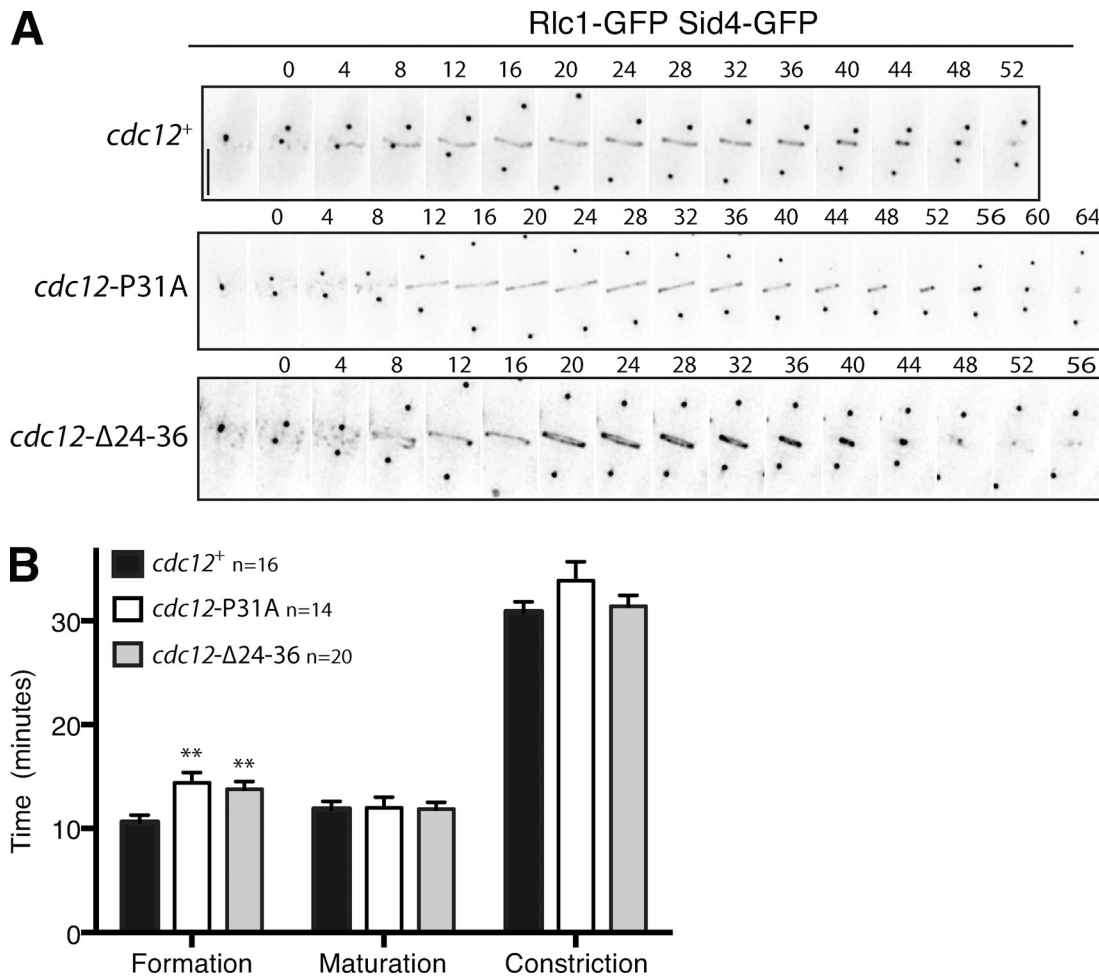 A
Rlc1-GFP Sid4-GFP
0 4 8 12 16 20 24 28 32 36 40 44 48 52
cdc12+
0 4 8 12 16 20 24 28 32 36 40 44 48 52 56 60 64
cdc12-P31A
0 4 8 12 16 20 24 28 32 36 40 44 48 52 56
cdc12-Δ24-36
B
cdc12+ n=16
cdc12-P31A n=14
cdc12-Δ24-36 n=20
Time (minutes)
30
20
10
0
** **
Formation Maturation Constriction